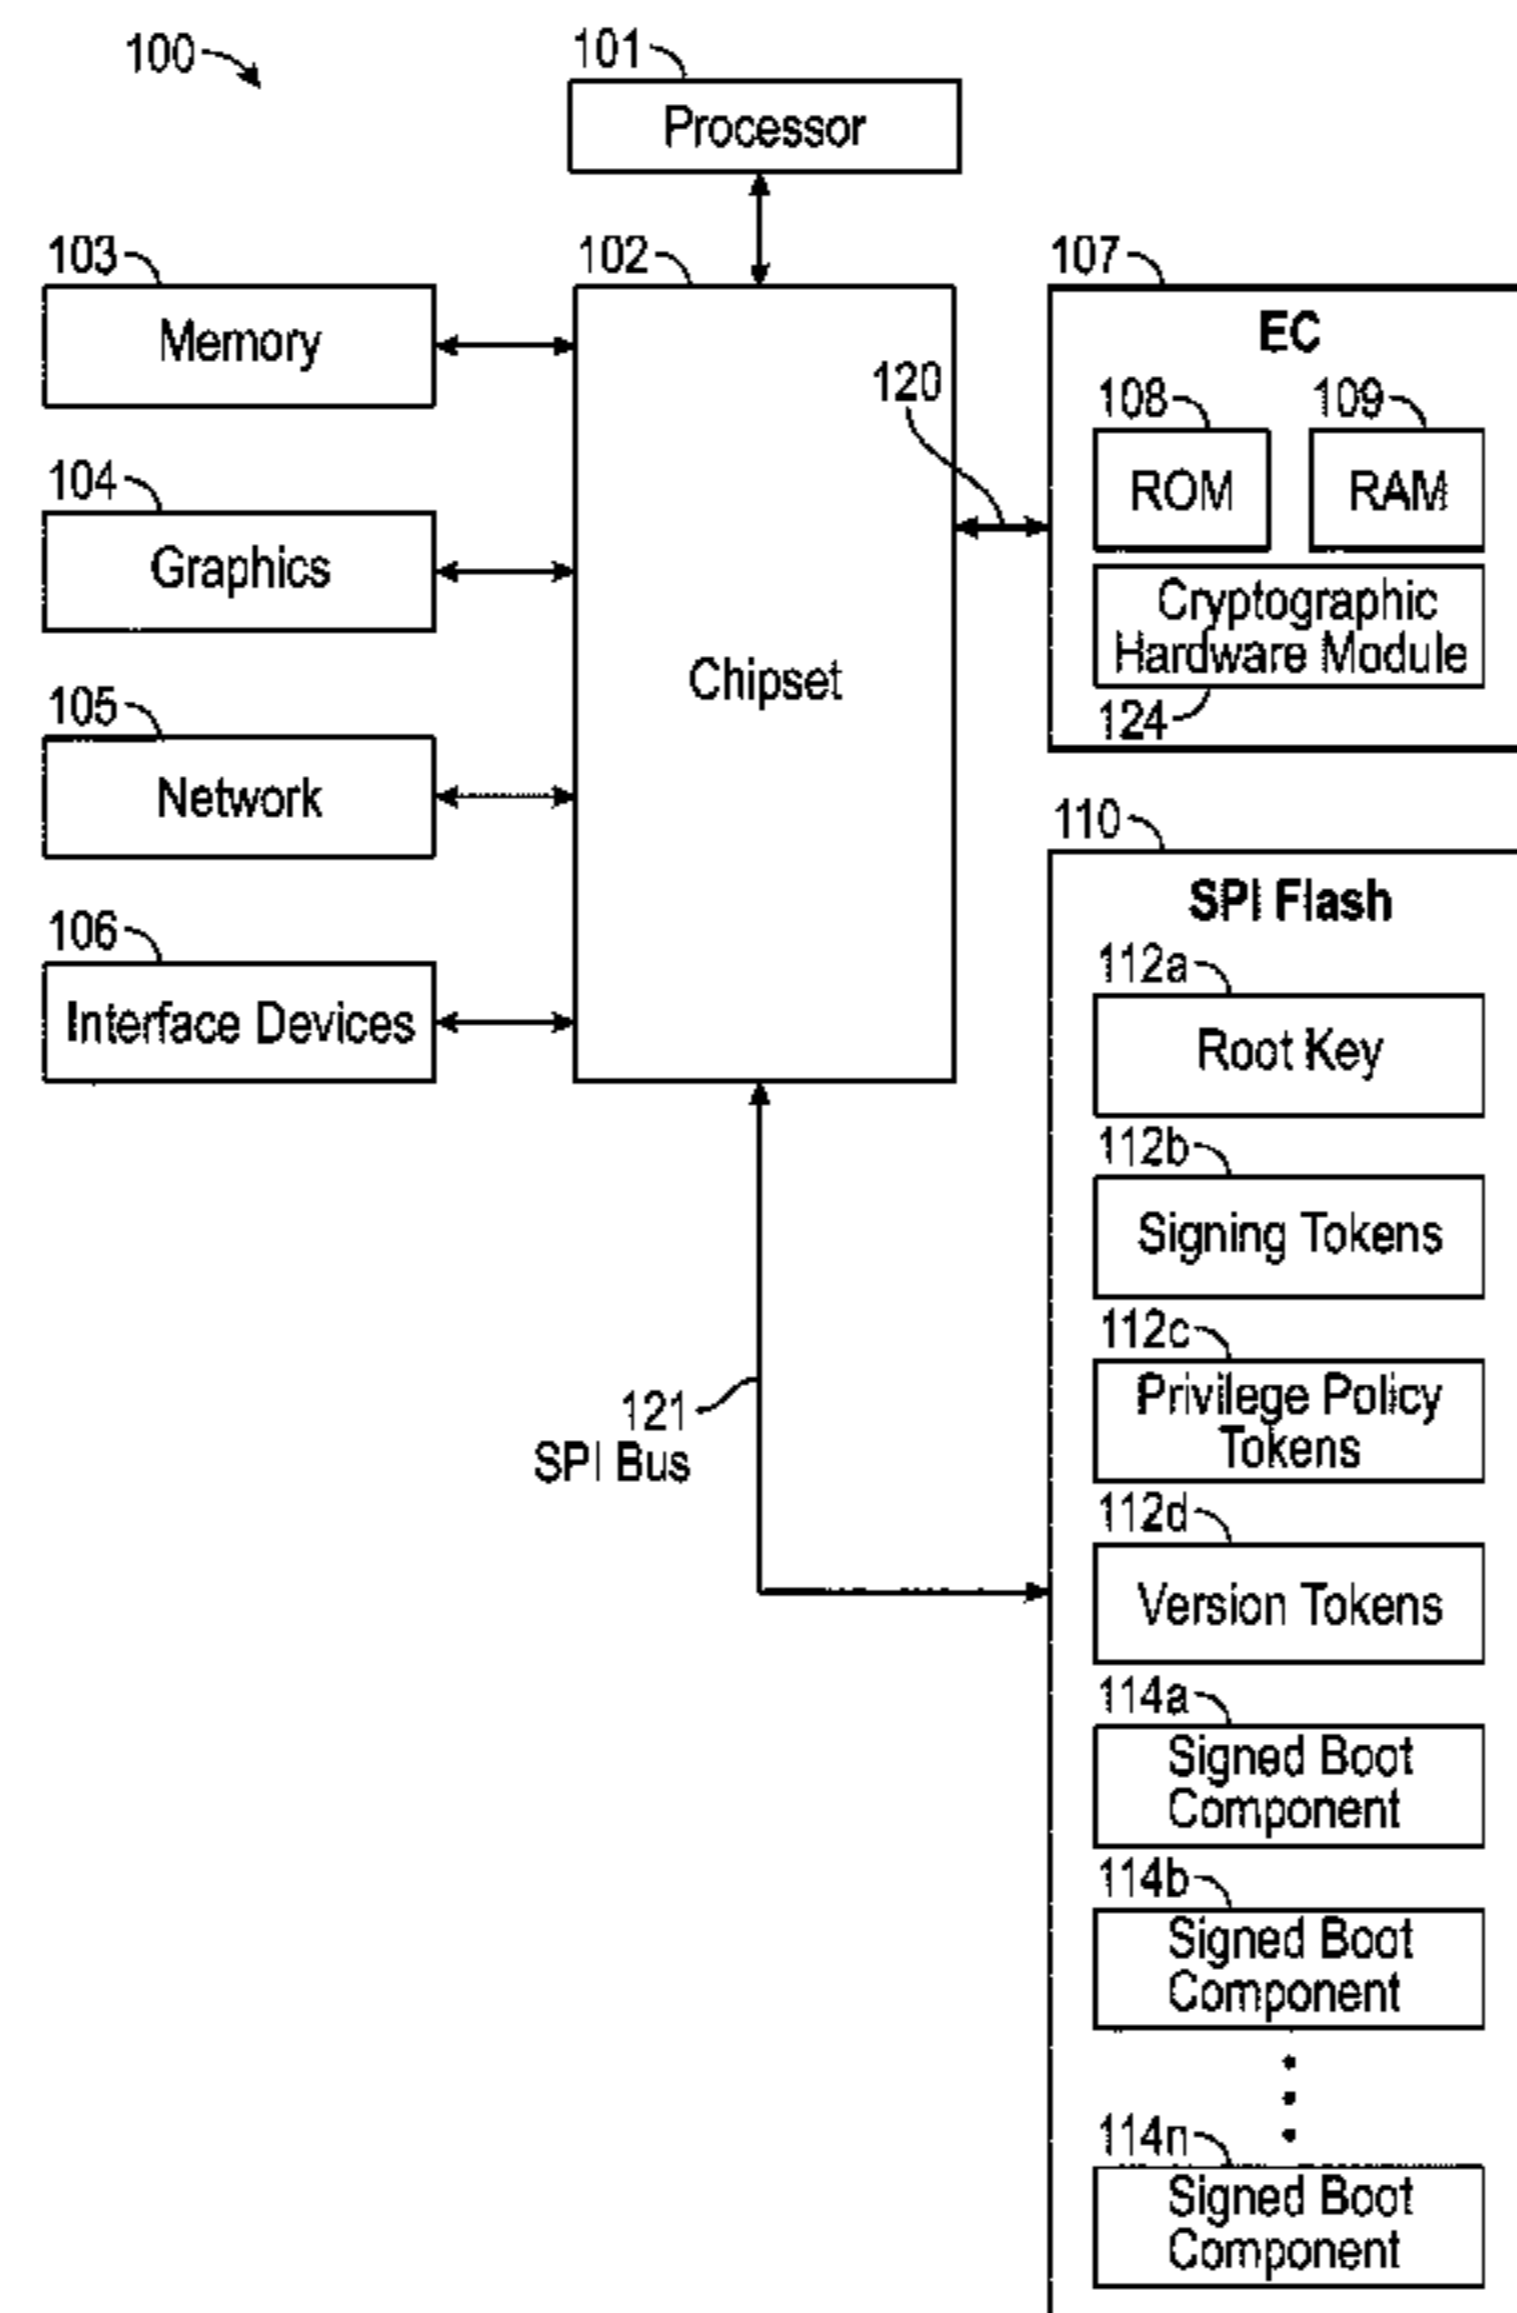 100
101
Processor
103
Memory
102
Chipset
107
EC
120
108
ROM
109
RAM
Cryptographic
Hardware Module
124
104
Graphics
105
Network
106
Interface Devices
121
SPI Bus
110
SPI Flash
112a
Root Key
112b
Signing Tokens
112c
Privilege Policy
Tokens
112d
Version Tokens
114a
Signed Boot
Component
114b
Signed Boot
Component
114n
Signed Boot
Component